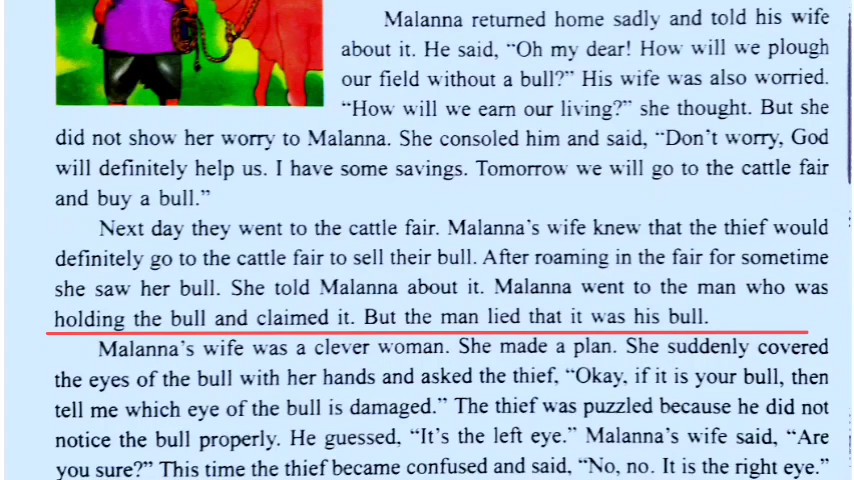 Malanna returned home sadly and told his wife
about it. He said, “Oh my dear! How will we plough
our field without a bull?” His wife was also worried.
“How will we earn our living?” she thought. But she
did not show her worry to Malanna. She consoled him and said, “Don't worry, God
will definitely help us. I have some savings. Tomorrow we will go to the cattle fair
and buy a bull.”
Next day they went to the cattle fair. Malanna's wife knew that the thief would
definitely go to the cattle fair to sell their bull. After roaming in the fair for sometime
she saw her bull. She told Malanna about it. Malanna went to the man who was
holding the bull and claimed it. But the man lied that it was his bull.
Malanna's wife was a clever woman. She made a plan. She suddenly covered
the eyes of the bull with her hands and asked the thief, “Okay, if it is your bull, then
tell me which eye of the bull is damaged.” The thief was puzzled because he did not
notice the bull properly. He guessed, “It's the left eye.” Malanna's wife said, “Are
you sure?” This time the thief became confused and said, “No, no. It is the right eye.”